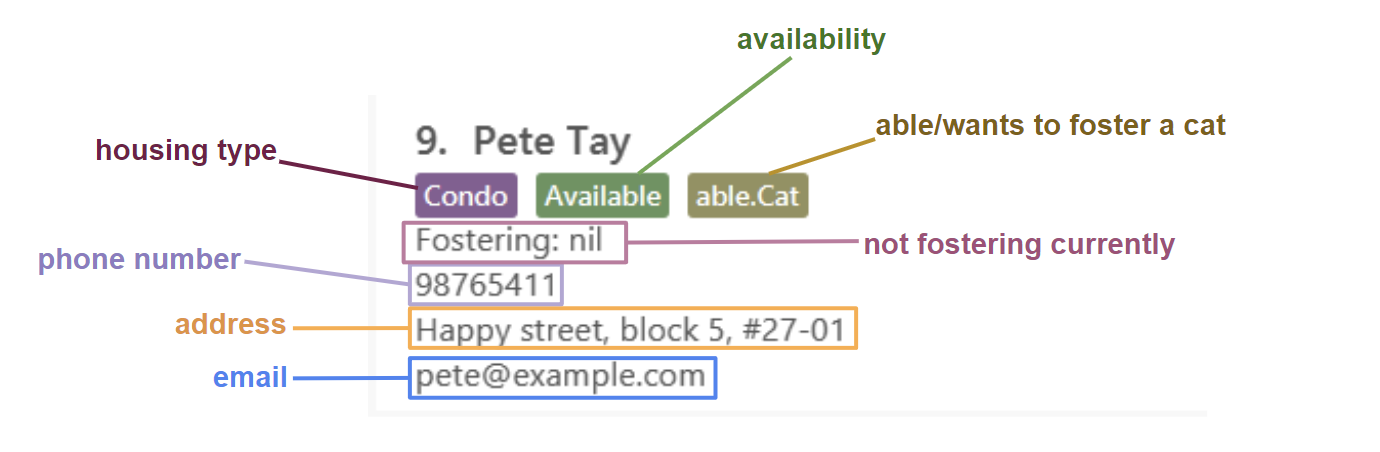 availability
able/wants to foster a cat
housing type
9. Pete Tay
Condo Available able.Cat
Fostering: nil
not fostering currently
phone number
98765411
address
Happy street, block 5, #27-01
email
pete@example.com